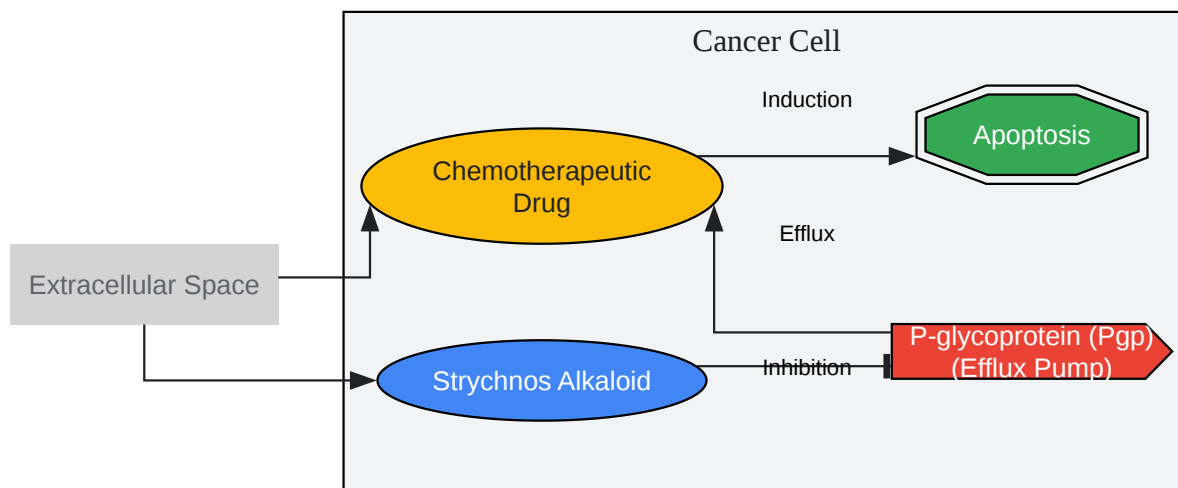 Cancer Cell
Induction
Apoptosis
Chemotherapeutic
Drug
Efflux
Extracellular Space
P-glycoprotein (Pgp)
(Efflux Pump)
Strychnos Alkaloid
Inhibition